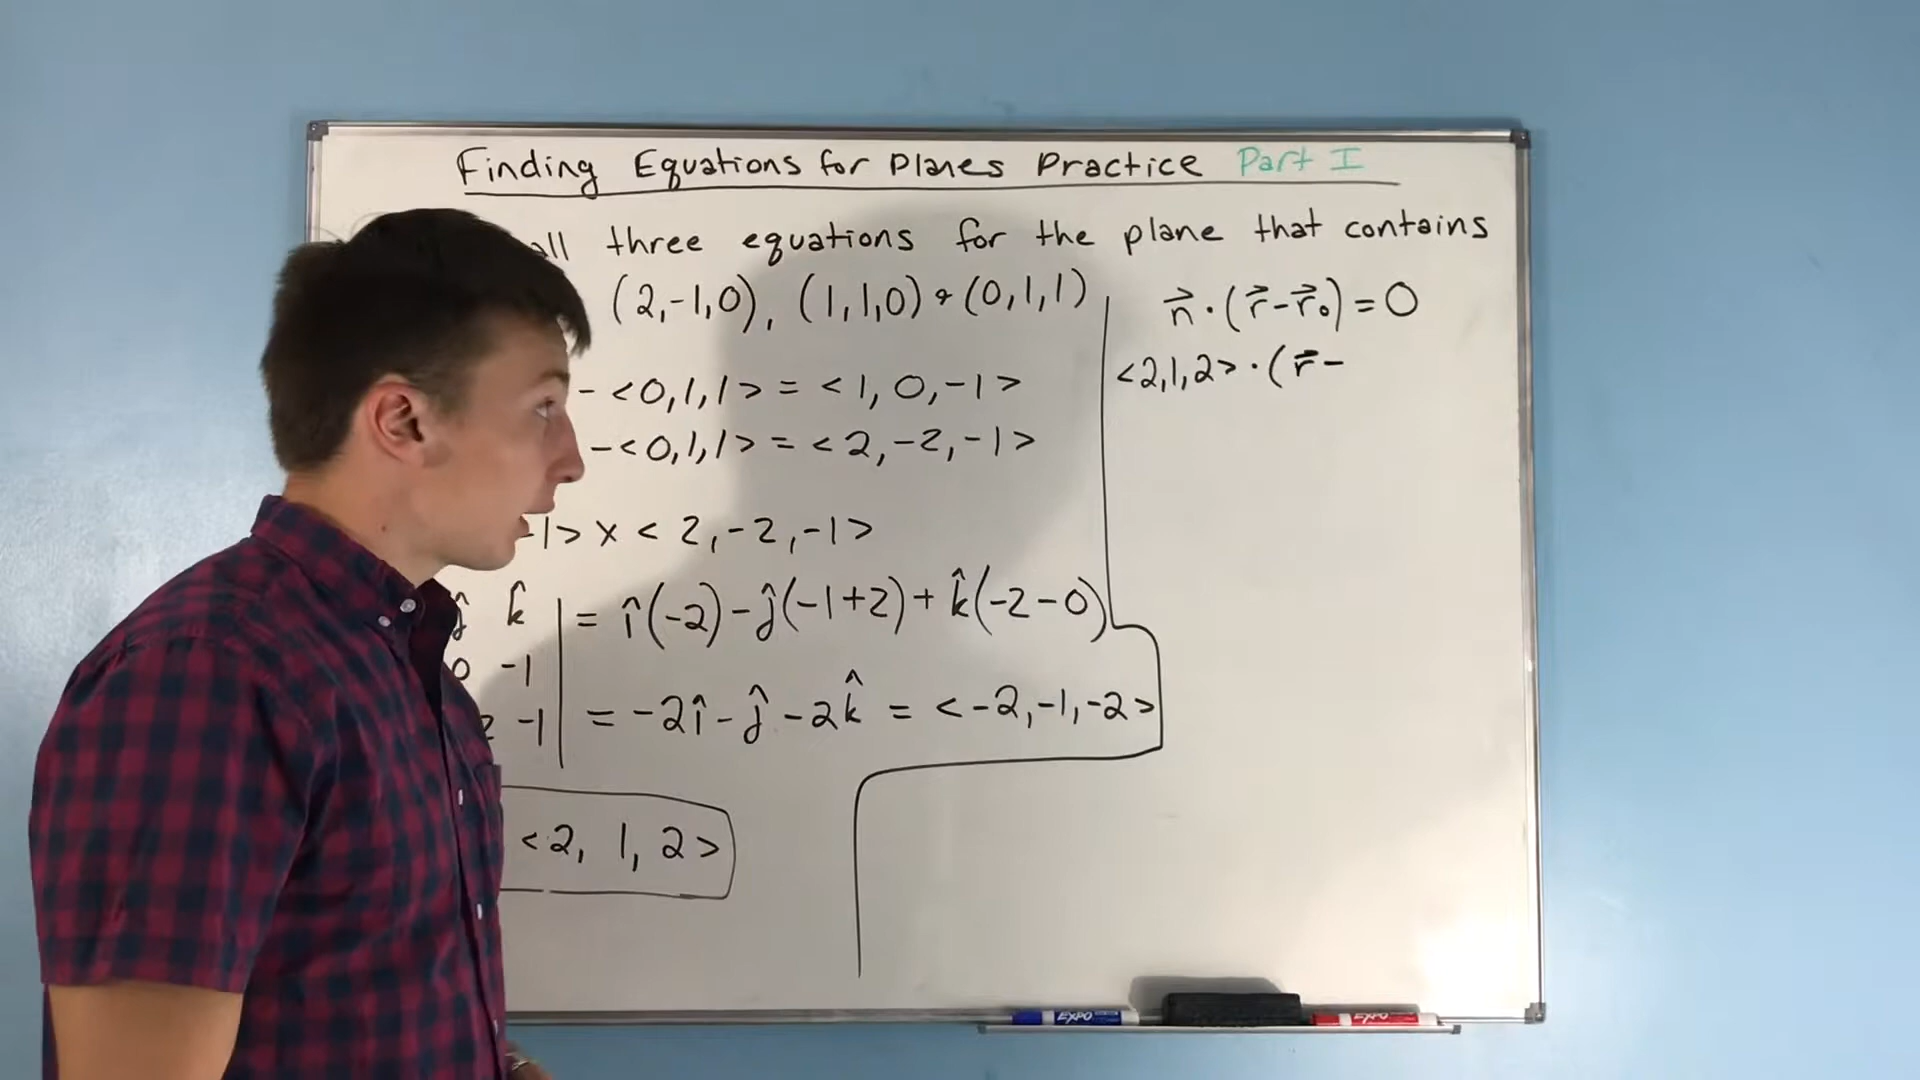 Finding Equations for Planes Practice Part I
all three equations for the plane that contains
(2,-1,0), (1,1,0) & (0,1,1)
- <0,1,1> = <1, 0, -1>
- <0,1,1> = <2, -2, -1>
-1> x <2, -2, -1>
ĵ k̂ | = î(-2) - ĵ(-1+2) + k̂(-2-0)
0 -1
2 -1 | = -2î - ĵ - 2k̂ = <-2, -1, -2>
<2, 1, 2>
n⃗ · (r⃗ - r⃗₀) = 0
<2,1,2> · (r⃗ -
EXPO
EXPO